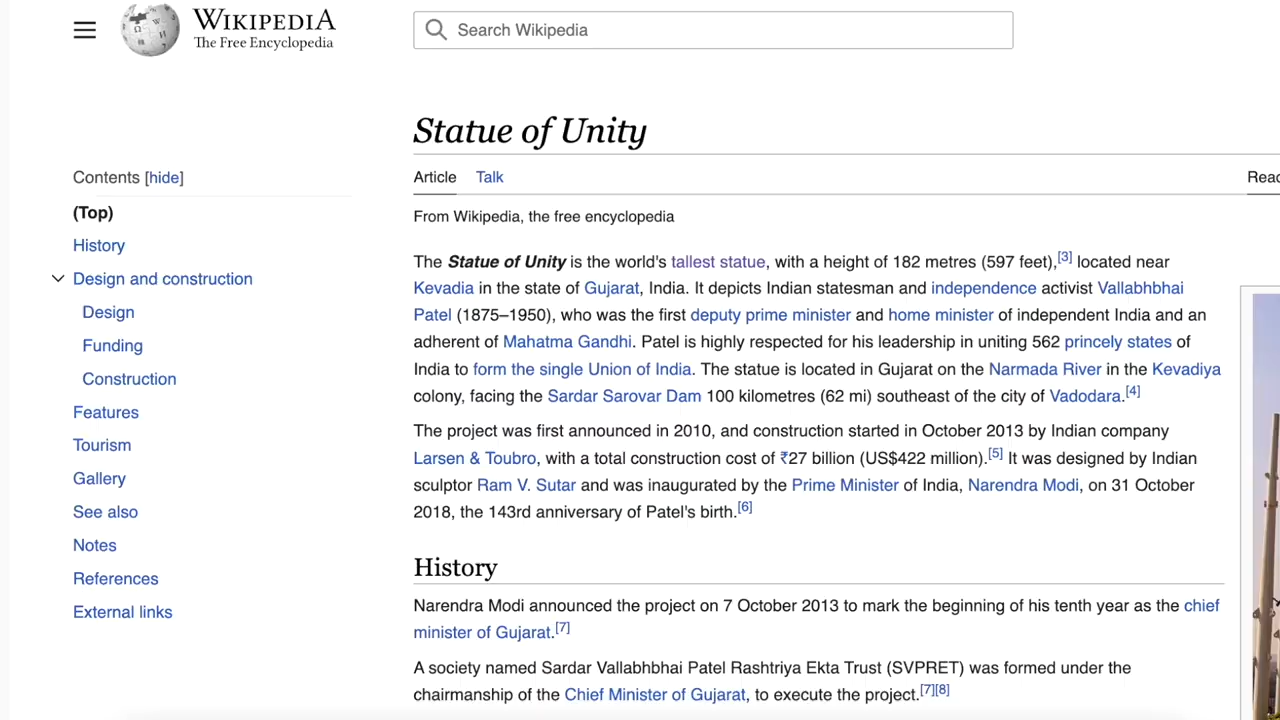 WIKIPEDIA
The Free Encyclopedia
Search Wikipedia
Contents [hide]
(Top)
History
Design and construction
Design
Funding
Construction
Features
Tourism
Gallery
See also
Notes
References
External links
Statue of Unity
Article Talk
From Wikipedia, the free encyclopedia
The Statue of Unity is the world's tallest statue, with a height of 182 metres (597 feet),[3] located near
Kevadia in the state of Gujarat, India. It depicts Indian statesman and independence activist Vallabhbhai
Patel (1875–1950), who was the first deputy prime minister and home minister of independent India and an
adherent of Mahatma Gandhi. Patel is highly respected for his leadership in uniting 562 princely states of
India to form the single Union of India. The statue is located in Gujarat on the Narmada River in the Kevadiya
colony, facing the Sardar Sarovar Dam 100 kilometres (62 mi) southeast of the city of Vadodara.[4]
The project was first announced in 2010, and construction started in October 2013 by Indian company
Larsen & Toubro, with a total construction cost of ₹27 billion (US$422 million).[5] It was designed by Indian
sculptor Ram V. Sutar and was inaugurated by the Prime Minister of India, Narendra Modi, on 31 October
2018, the 143rd anniversary of Patel's birth.[6]
History
Narendra Modi announced the project on 7 October 2013 to mark the beginning of his tenth year as the chief
minister of Gujarat.[7]
A society named Sardar Vallabhbhai Patel Rashtriya Ekta Trust (SVPRET) was formed under the
chairmanship of the Chief Minister of Gujarat, to execute the project.[7][8]